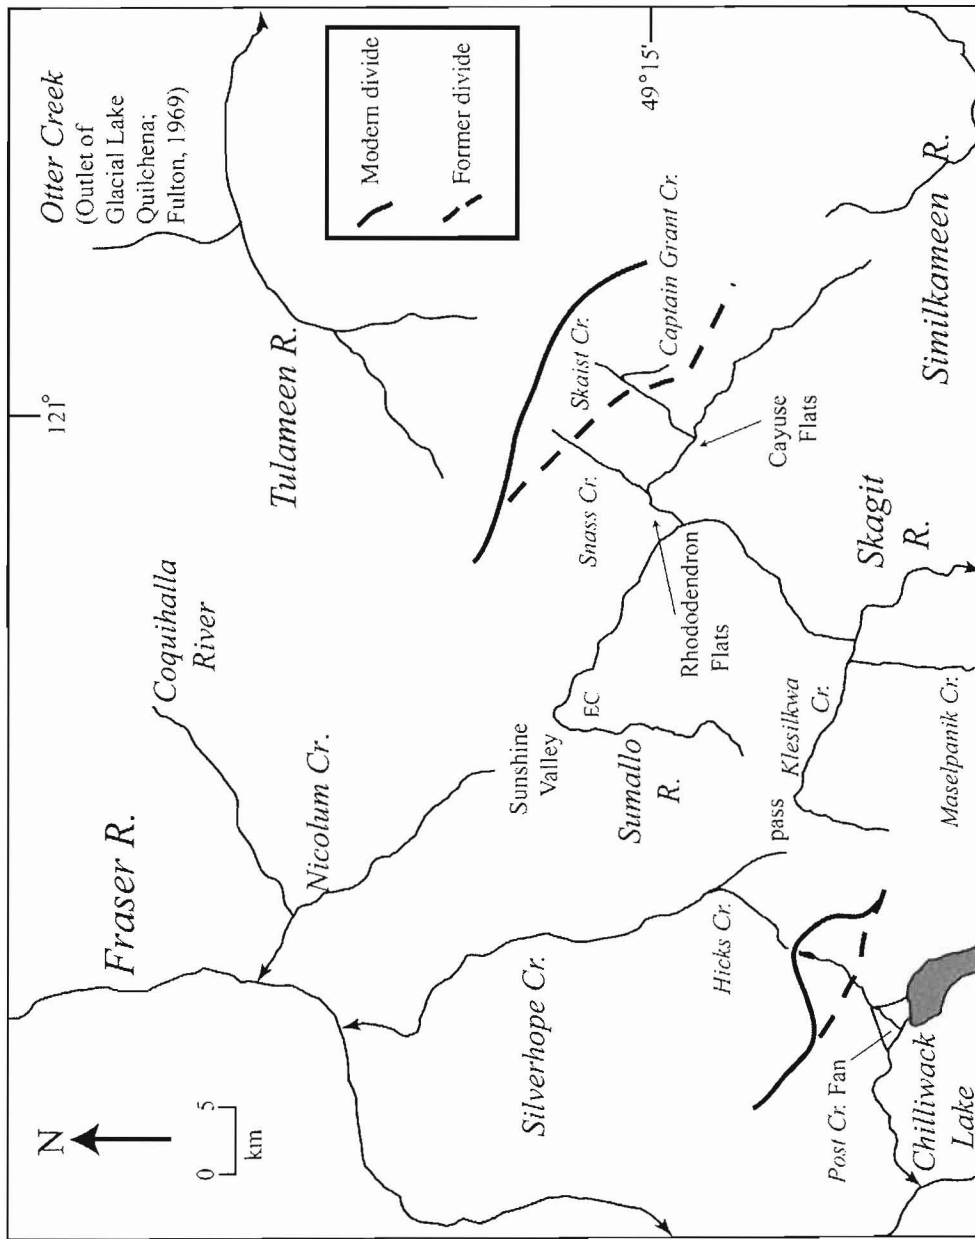 N
0 5
km
Fraser R.
Coquihalla
River
Nicolum Cr.
Silverhope Cr.
121°
Tulameen R.
Otter Creek
(Outlet of
Glacial Lake
Quilchena;
Fulton, 1969)
Modern divide
Former divide
49°15'
Sunshine
Valley
EC
Sumallo
R.
Snass Cr.
Skaist Cr.
Captain Grant Cr.
Rhododendron
Flats
Cayuse
Flats
Similkameen R.
Skagit
R.
Klesilkwa
Cr.
Maselpanik Cr.
pass
Hicks Cr.
Post Cr. Fan
Chilliwack
Lake